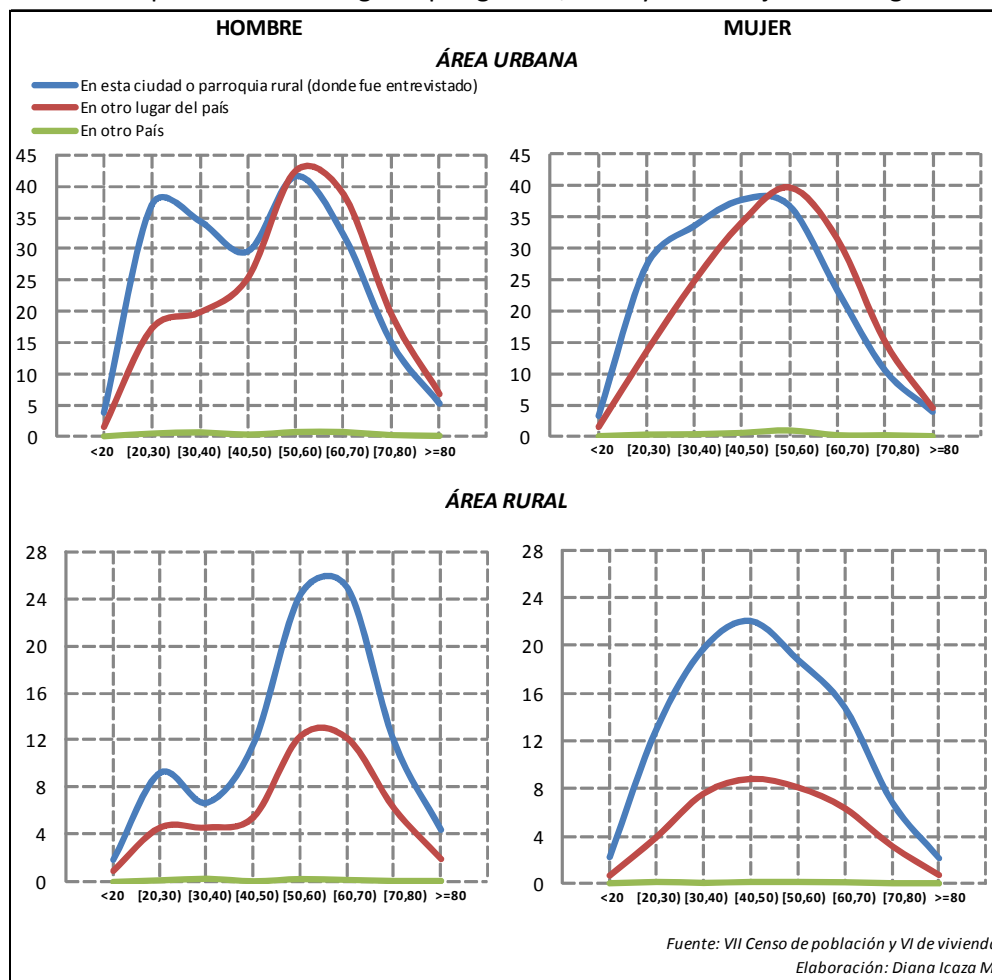 HOMBRE MUJER
ÁREA URBANA
En esta ciudad o parroquia rural (donde fue entrevistado)
En otro lugar del país
En otro País
45 45
40 40
35 35
30 30
25 25
20 20
15 15
10 10
5 5
0 0
<20 [20,30) [30,40) [40,50) [50,60) [60,70) [70,80) >=80 <20 [20,30) [30,40) [40,50) [50,60) [60,70) [70,80) >=80
ÁREA RURAL
28 28
24 24
20 20
16 16
12 12
8 8
4 4
0 0
<20 [20,30) [30,40) [40,50) [50,60) [60,70) [70,80) >=80 <20 [20,30) [30,40) [40,50) [50,60) [60,70) [70,80) >=80
Fuente: VII Censo de población y VI de vivienda
Elaboración: Diana Icaza M